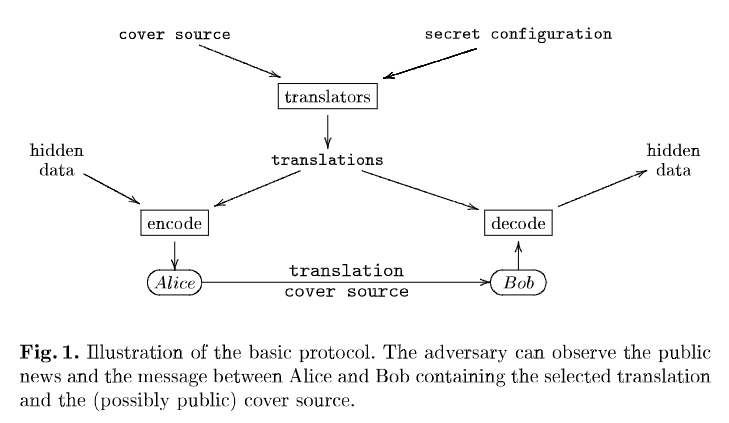 cover source
secret configuration
translators
translations
hidden
data
hidden
data
encode
decode
Alice
translation
cover source
Bob
Fig. 1. Illustration of the basic protocol. The adversary can observe the public
news and the message between Alice and Bob containing the selected translation
and the (possibly public) cover source.